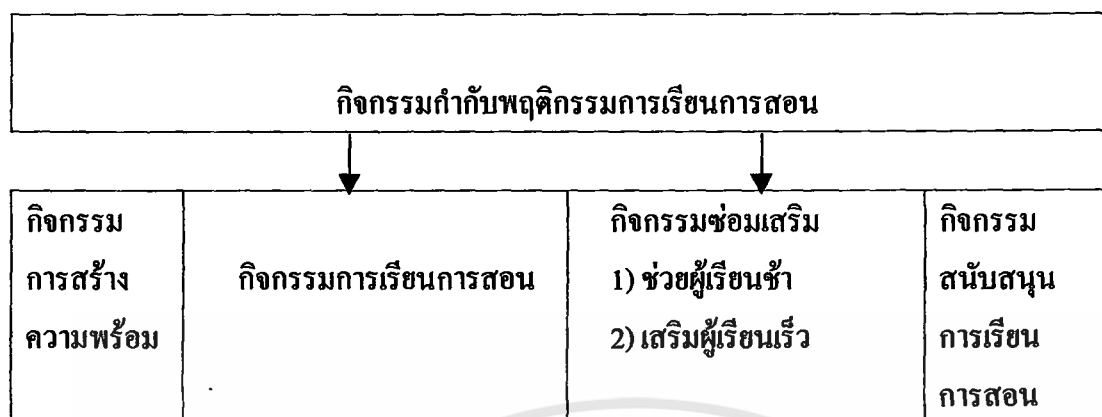 กิจกรรมกำกับพฤติกรรมการเรียนการสอน
กิจกรรม
การสร้าง
ความพร้อม
กิจกรรมการเรียนการสอน
กิจกรรมซ่อมเสริม
1) ช่วยผู้เรียนช้า
2) เสริมผู้เรียนเร็ว
กิจกรรม
สนับสนุน
การเรียน
การสอน